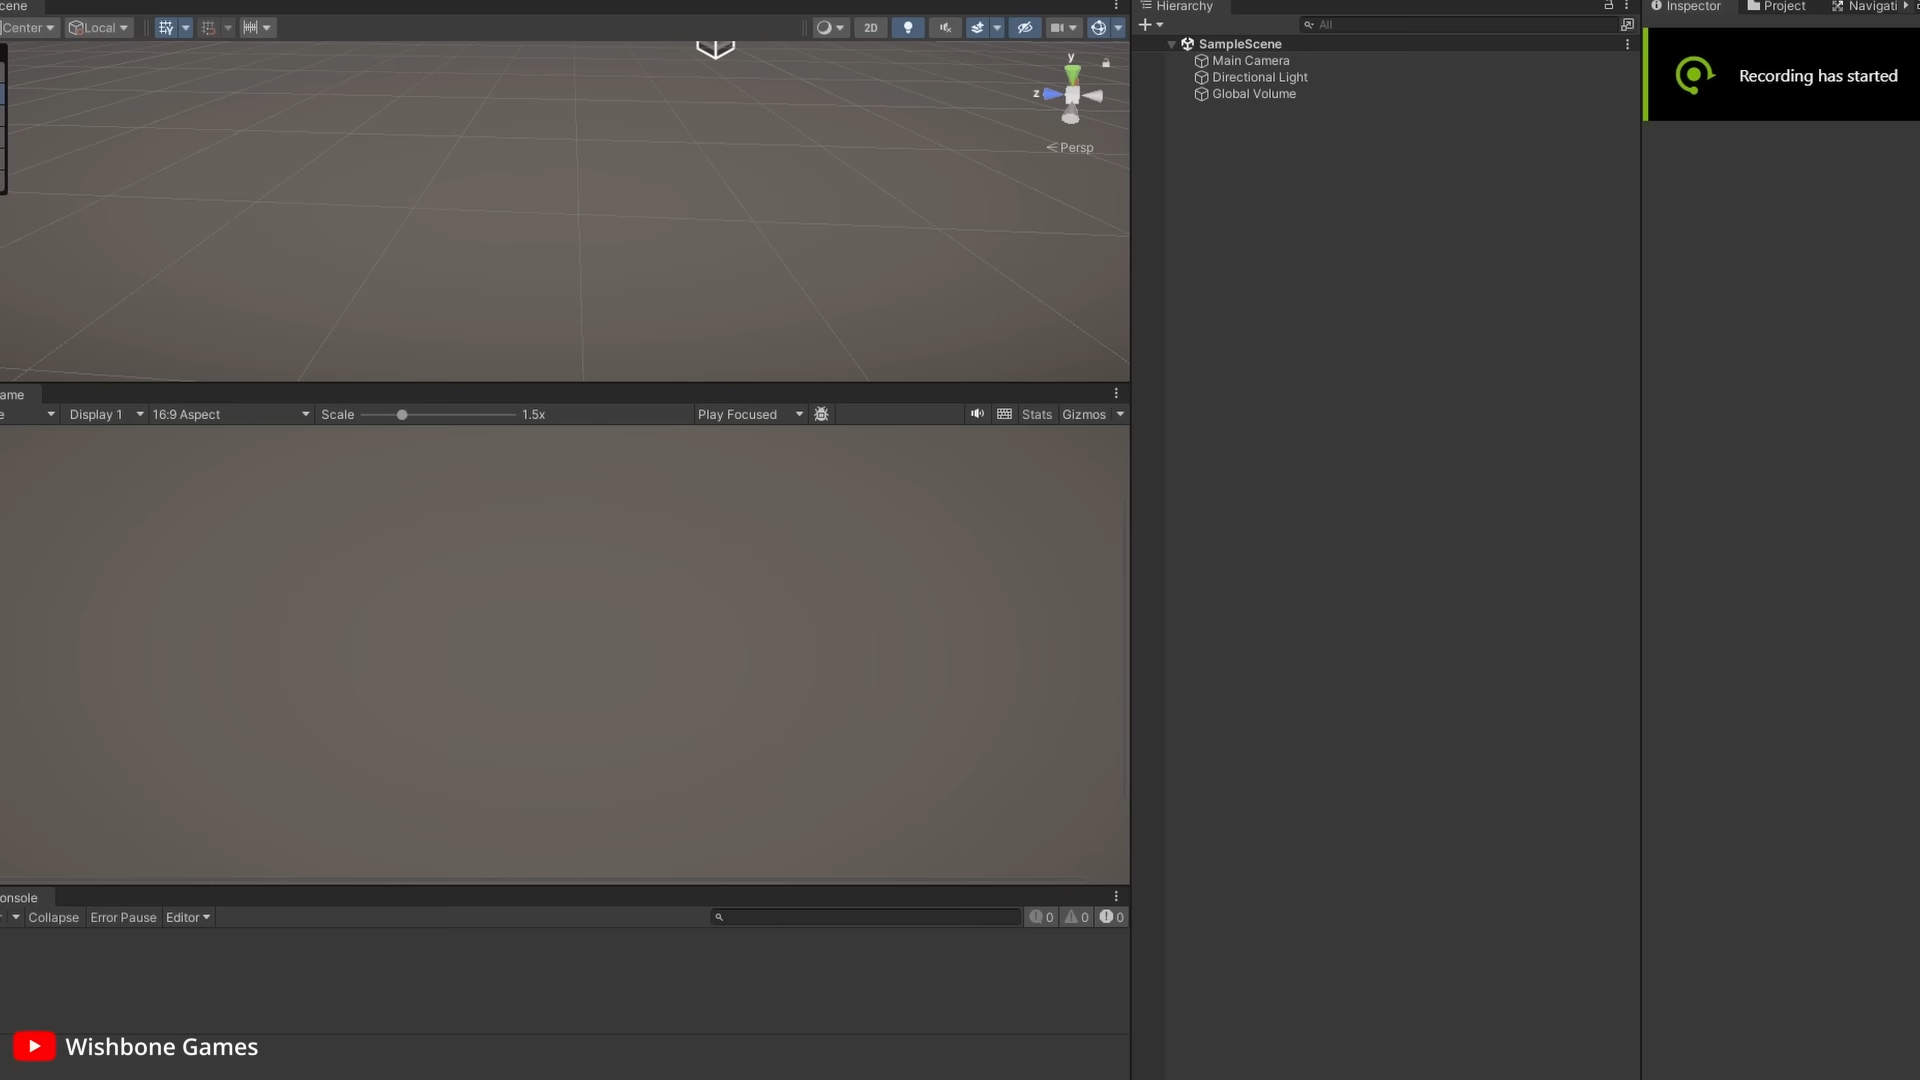 cene
Center
Local
2D
y
z
Persp
ame
e
Display 1
16:9 Aspect
Scale
1.5x
Play Focused
Stats
Gizmos
onsole
Collapse
Error Pause
Editor
0
0
0
Wishbone Games
Hierarchy
All
SampleScene
Main Camera
Directional Light
Global Volume
Inspector
Project
Navigati
Recording has started